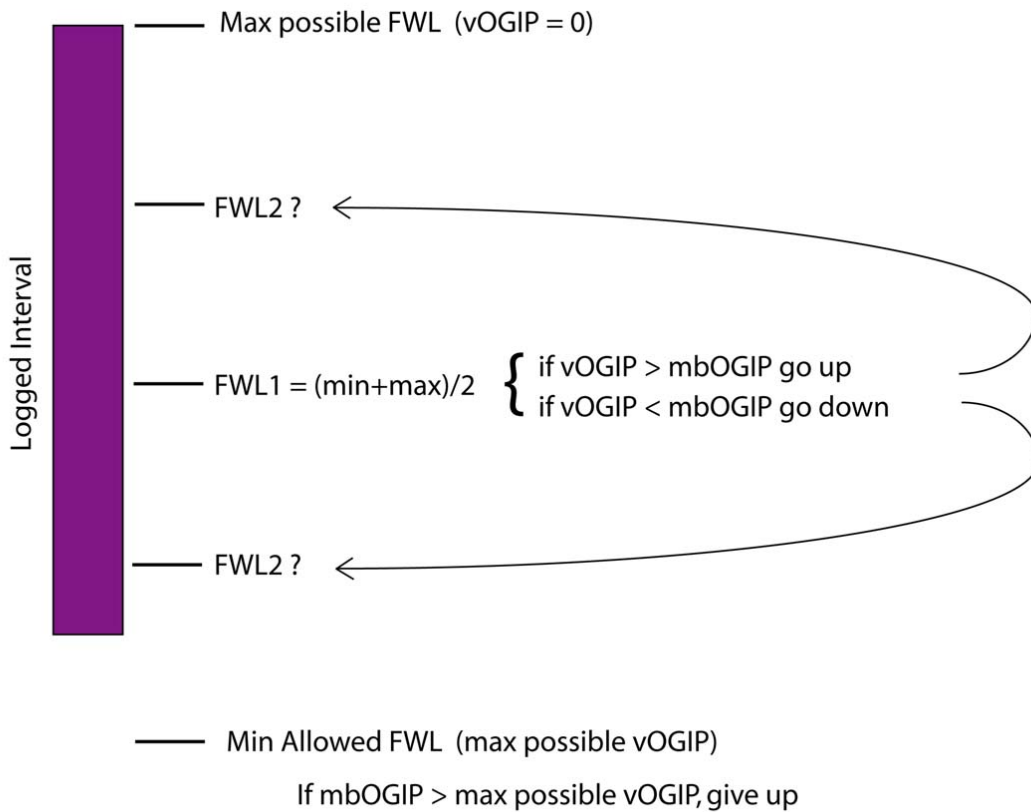 Max possible FWL (vOGIP = 0)
FWL2 ?
Logged Interval
FWL1 = (min+max)/2 { if vOGIP > mbOGIP go up
if vOGIP < mbOGIP go down
FWL2 ?
Min Allowed FWL (max possible vOGIP)
If mbOGIP > max possible vOGIP, give up